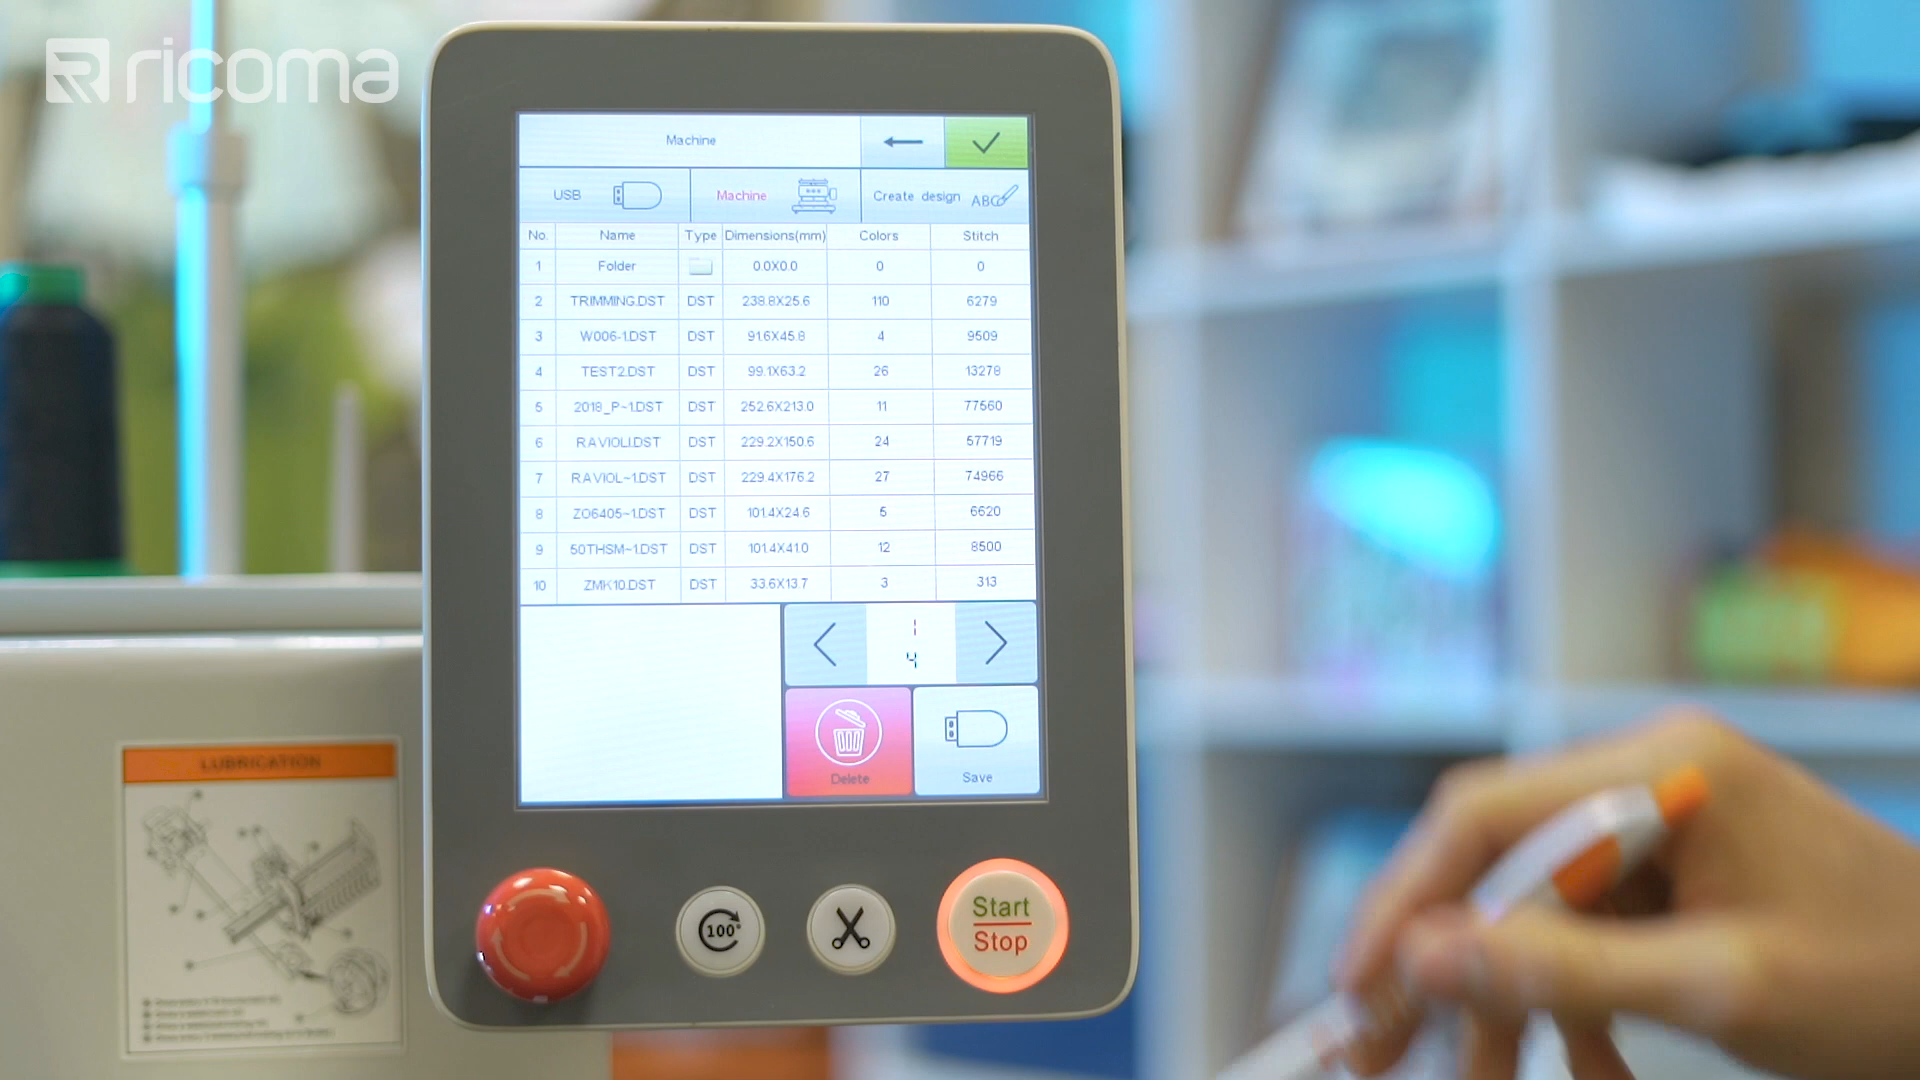 ricoma
Machine
USB Machine Create design ABC
No. Name Type Dimensions(mm) Colors Stitch
1 Folder 0.0X0.0 0 0
2 TRIMMING.DST DST 238.8X25.6 110 6279
3 W006-1.DST DST 91.6X45.8 4 9509
4 TEST2.DST DST 99.1X63.2 26 13278
5 2018_P~1.DST DST 252.6X213.0 11 77560
6 RAVIOLI.DST DST 229.2X150.6 24 57719
7 RAVIOL~1.DST DST 229.4X176.2 27 74966
8 ZO6405~1.DST DST 101.4X24.6 5 6620
9 50THSM~1.DST DST 101.4X41.0 12 8500
10 ZMK10.DST DST 33.6X13.7 3 313
1
4
Delete Save
LUBRICATION
100°
Start
Stop